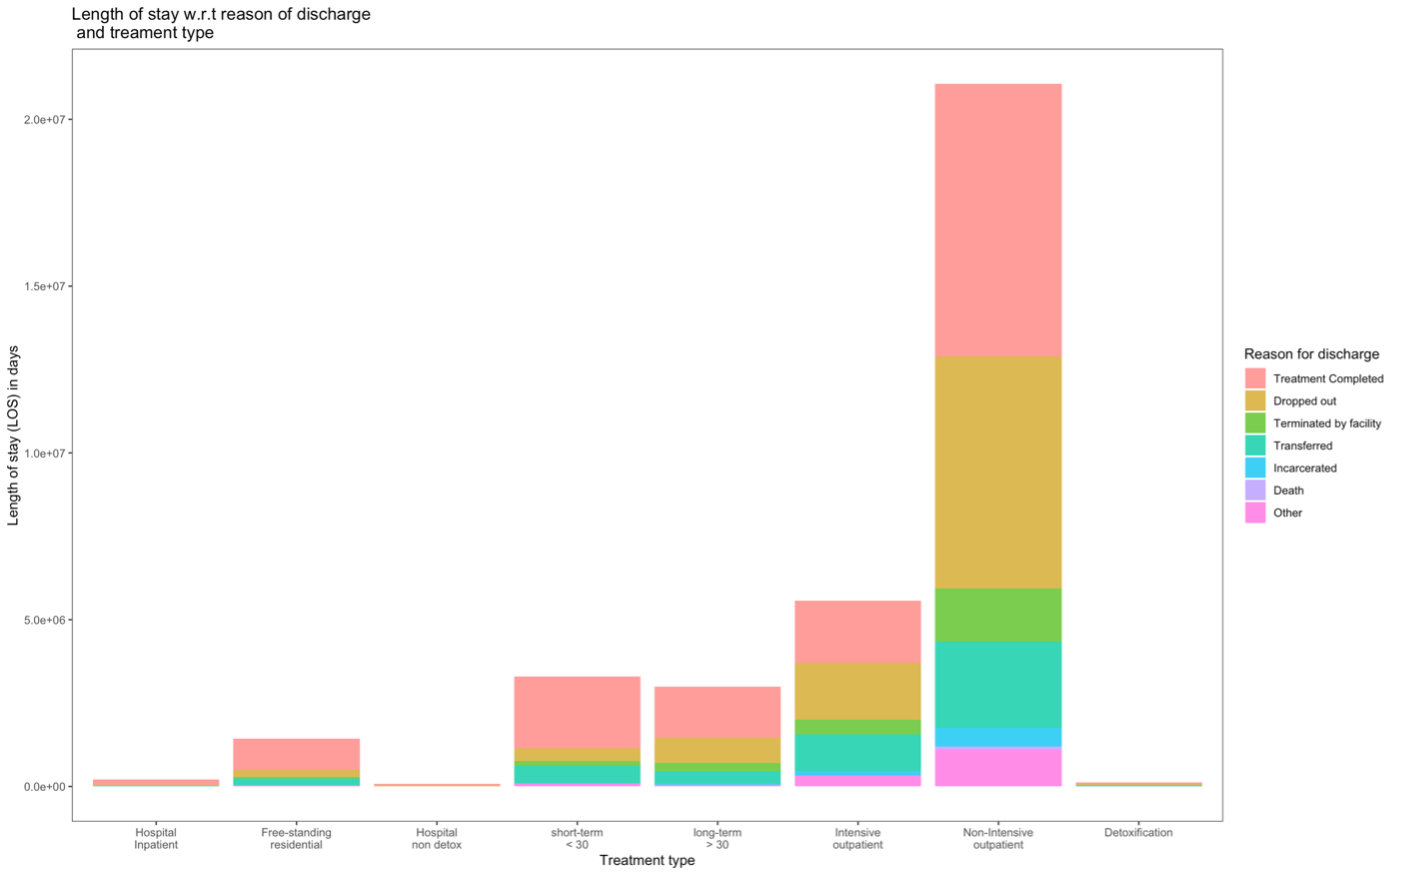 Length of stay w.r.t reason of discharge
and treament type
Length of stay (LOS) in days
2.0e+07
1.5e+07
1.0e+07
5.0e+06
0.0e+00
Hospital
Inpatient
Free-standing
residential
Hospital
non detox
short-term
< 30
long-term
> 30
Intensive
outpatient
Non-Intensive
outpatient
Detoxification
Treatment type
Reason for discharge
Treatment Completed
Dropped out
Terminated by facility
Transferred
Incarcerated
Death
Other